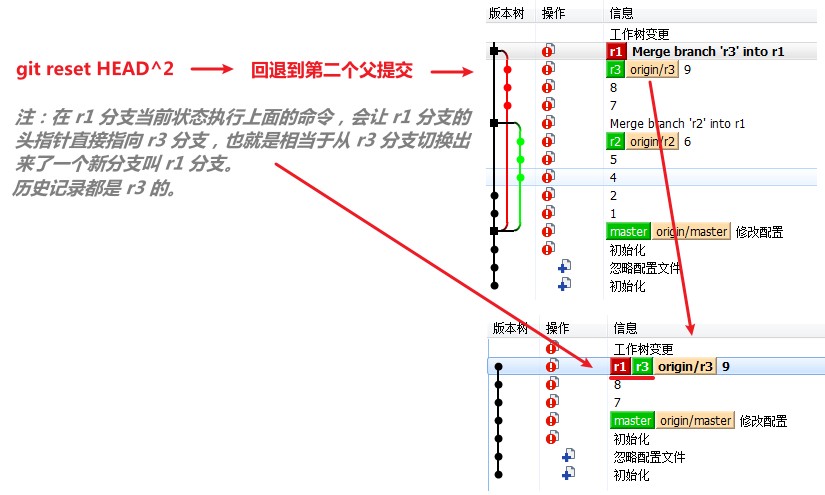 版本树 操作 信息
工作树变更
r1 Merge branch 'r3' into r1
git reset HEAD^2 回退到第二个父提交
r3 origin/r3 9
8
7
注：在 r1 分支当前状态执行上面的命令，会让 r1 分支的
头指针直接指向 r3 分支，也就是相当于从 r3 分支切换出
来了一个新分支叫 r1 分支。
历史记录都是 r3 的。
Merge branch 'r2' into r1
r2 origin/r2 6
5
4
2
1
master origin/master 修改配置
初始化
忽略配置文件
初始化
版本树 操作 信息
工作树变更
r1 r3 origin/r3 9
8
7
master origin/master 修改配置
初始化
忽略配置文件
初始化